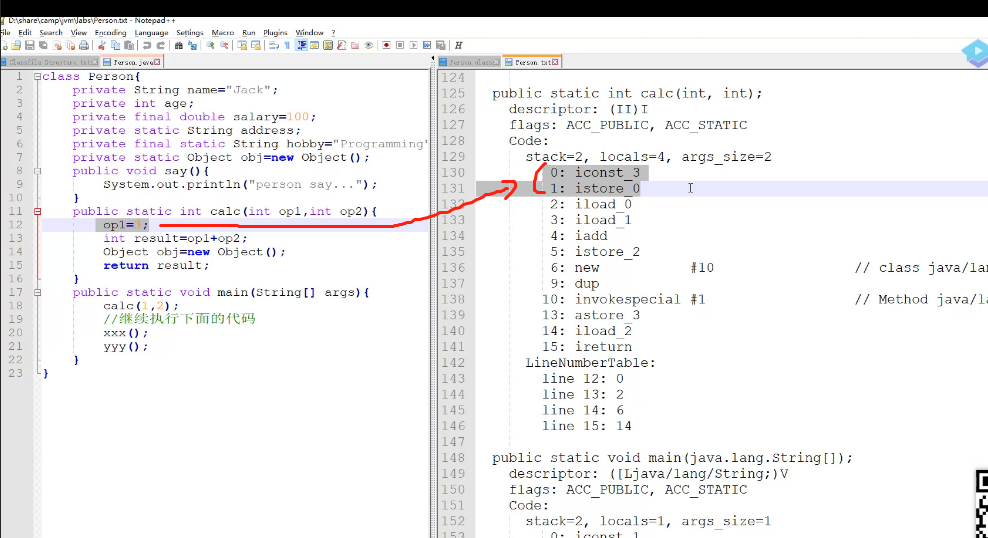 D:\share\camp\jvm\labs\Person.txt - Notepad++
File Edit Search View Encoding Language Settings Macro Run Plugins Window ?
ClassFile Structure.txt Person.java
Person.class Person.txt
1 class Person{
2 private String name="Jack";
3 private int age;
4 private final double salary=100;
5 private static String address;
6 private final static String hobby="Programming"
7 private static Object obj=new Object();
8 public void say(){
9 System.out.println("person say...");
10 }
11 public static int calc(int op1,int op2){
12 op1=3;
13 int result=op1+op2;
14 Object obj=new Object();
15 return result;
16 }
17 public static void main(String[] args){
18 calc(1,2);
19 //继续执行下面的代码
20 xxx();
21 yyy();
22 }
23 }
124
125 public static int calc(int, int);
126 descriptor: (II)I
127 flags: ACC_PUBLIC, ACC_STATIC
128 Code:
129 stack=2, locals=4, args_size=2
130 0: iconst_3
131 1: istore_0
132 2: iload_0
133 3: iload_1
134 4: iadd
135 5: istore_2
136 6: new #10 // class java/lan
137 9: dup
138 10: invokespecial #1 // Method java/la
139 13: astore_3
140 14: iload_2
141 15: ireturn
142 LineNumberTable:
143 line 12: 0
144 line 13: 2
145 line 14: 6
146 line 15: 14
147
148 public static void main(java.lang.String[]);
149 descriptor: ([Ljava/lang/String;)V
150 flags: ACC_PUBLIC, ACC_STATIC
151 Code:
152 stack=2, locals=1, args_size=1
153 0: iconst_1